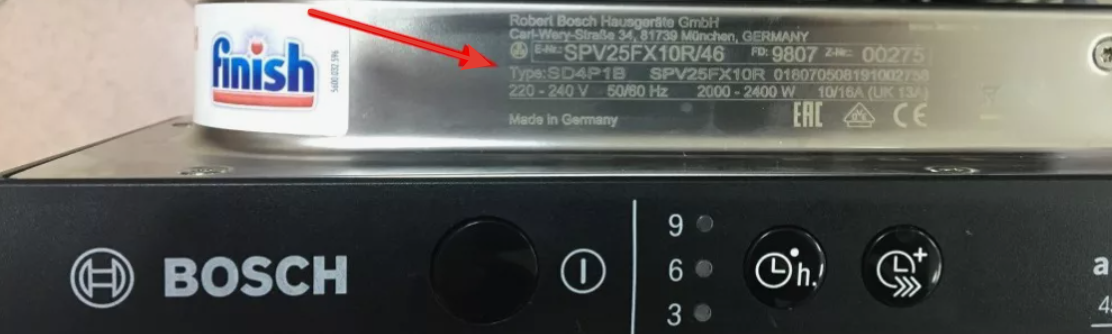 finish
Robert Bosch Hausgeräte GmbH
Carl-Wery-Straße 34, 81739 München, GERMANY
E-Nr.: SPV25FX10R/46 FD: 9807 Z-Nr.: 00275
Type: SD4P1B SPV25FX10R 018070508191002758
220 - 240 V 50/60 Hz 2000 - 2400 W 10/16A (UK 13A)
Made in Germany EAC CE
BOSCH
9
6
3
h.
+